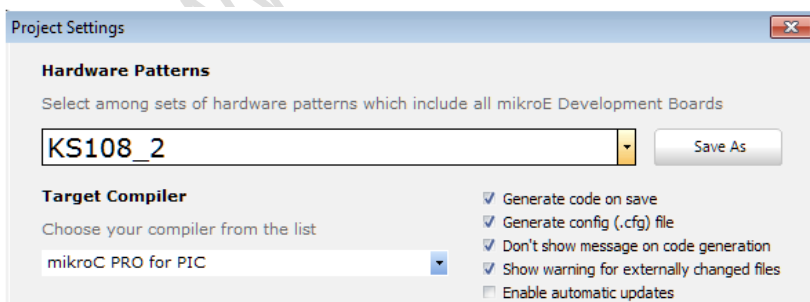 Project Settings
Hardware Patterns
Select among sets of hardware patterns which include all mikroE Development Boards
KS108_2
Save As
Target Compiler
Choose your compiler from the list
mikroC PRO for PIC
Generate code on save
Generate config (.cfg) file
Don't show message on code generation
Show warning for externally changed files
Enable automatic updates